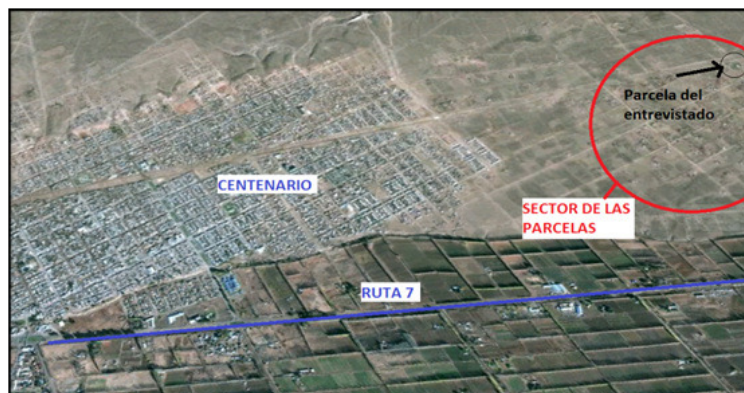 Parcela del
entrevistado
CENTENARIO
SECTOR DE LAS
PARCELAS
RUTA 7